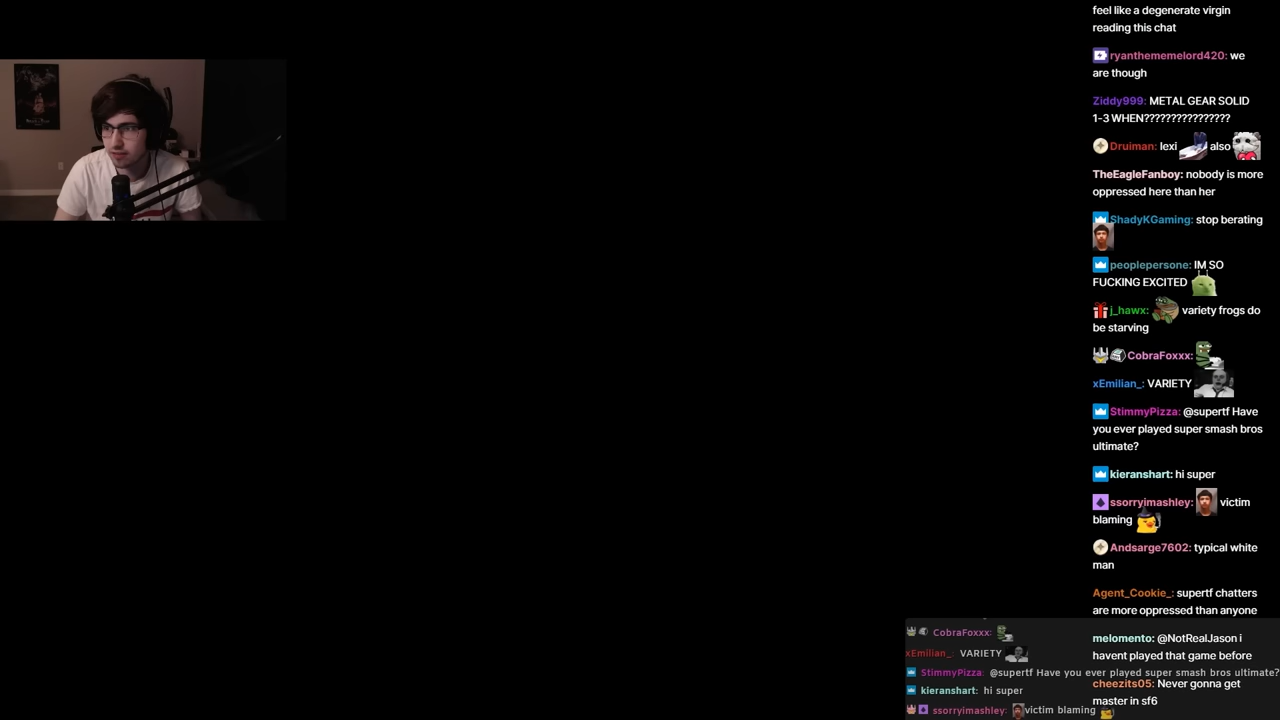 feel like a degenerate virgin
reading this chat
ryanthememelord420: we
are though
Ziddy999: METAL GEAR SOLID
1-3 WHEN????????????????
Druiman: lexi also
TheEagleFanboy: nobody is more
oppressed here than her
ShadyKGaming: stop berating
peoplepersone: IM SO
FUCKING EXCITED
j_hawx: variety frogs do
be starving
CobraFoxxx:
xEmilian_: VARIETY
StimmyPizza: @supertf Have
you ever played super smash bros
ultimate?
kieranshart: hi super
ssorryimashley: victim
blaming
Andsarge7602: typical white
man
Agent_Cookie_: supertf chatters
are more oppressed than anyone
melomento: @NotRealJason i
havent played that game before
cheezits05: Never gonna get
master in sf6
CobraFoxxx:
xEmilian_: VARIETY
StimmyPizza: @supertf Have you ever played super smash bros ultimate?
kieranshart: hi super
ssorryimashley: victim blaming